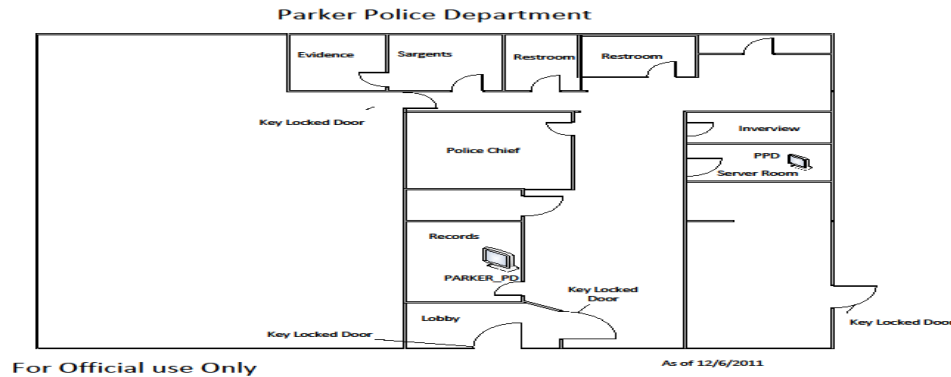 Parker Police Department
Evidence
Sargents
Restroom
Restroom
Key Locked Door
Police Chief
Inverview
PPD
Server Room
Records
PARKER_PD
Key Locked
Door
Lobby
Key Locked Door
Key Locked Door
For Official use Only
As of 12/6/2011